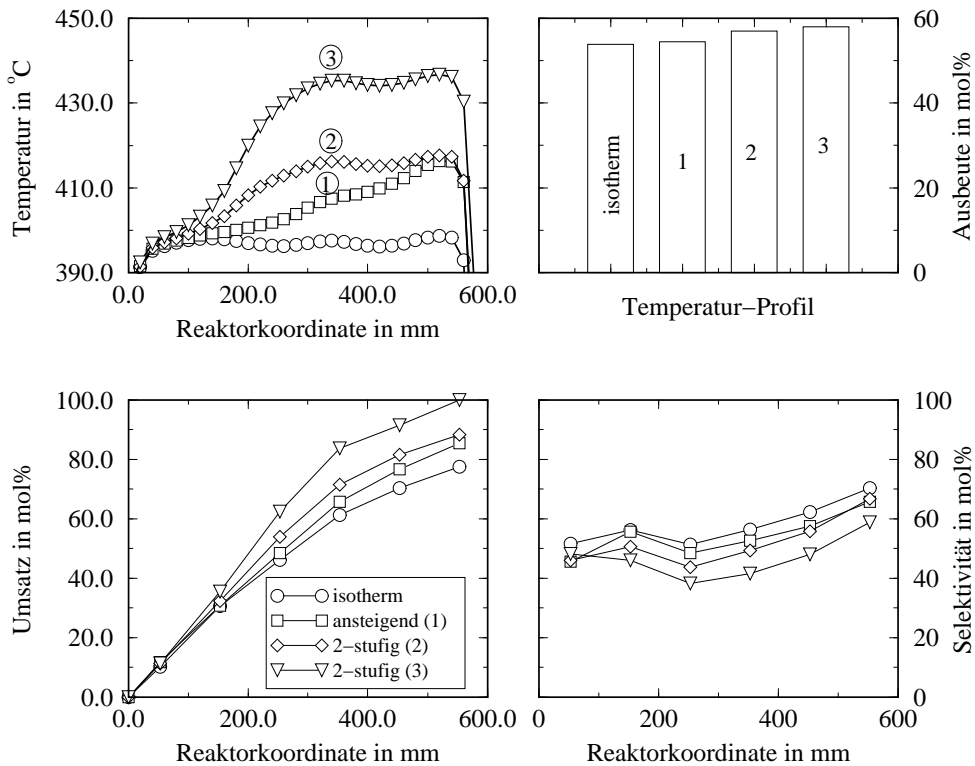 450.0
430.0
410.0
390.0
Temperatur in °C
3
2
1
0.0
200.0
400.0
600.0
Reaktorkoordinate in mm
60
40
20
0
Ausbeute in mol%
isotherm
1
2
3
Temperatur−Profil
100.0
80.0
60.0
40.0
20.0
0.0
Umsatz in mol%
isotherm
ansteigend (1)
2−stufig (2)
2−stufig (3)
0.0
200.0
400.0
600.0
Reaktorkoordinate in mm
100
80
60
40
20
0
Selektivität in mol%
0
200
400
600
Reaktorkoordinate in mm